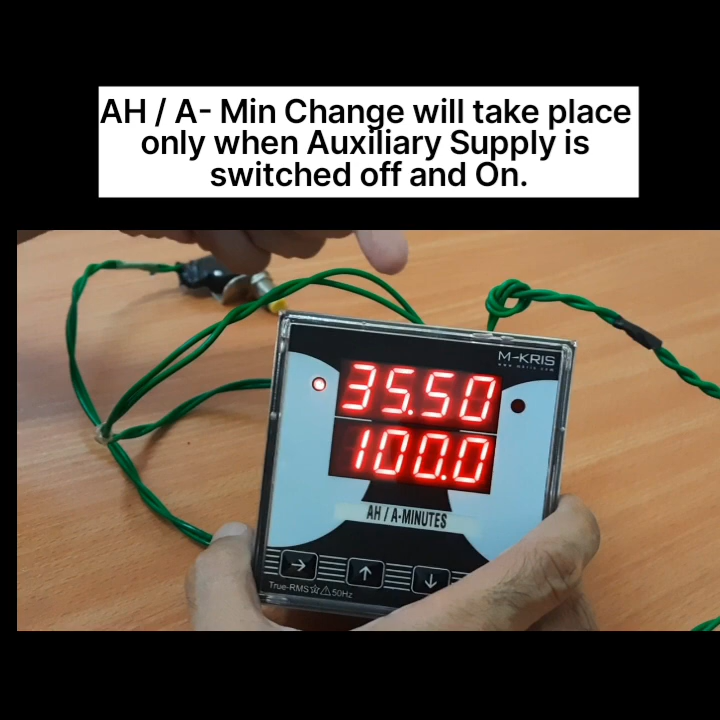 AH / A- Min Change will take place
only when Auxiliary Supply is
switched off and On.
M-KRIS
35.50
100.0
AH / A-MINUTES
True-RMS
50Hz